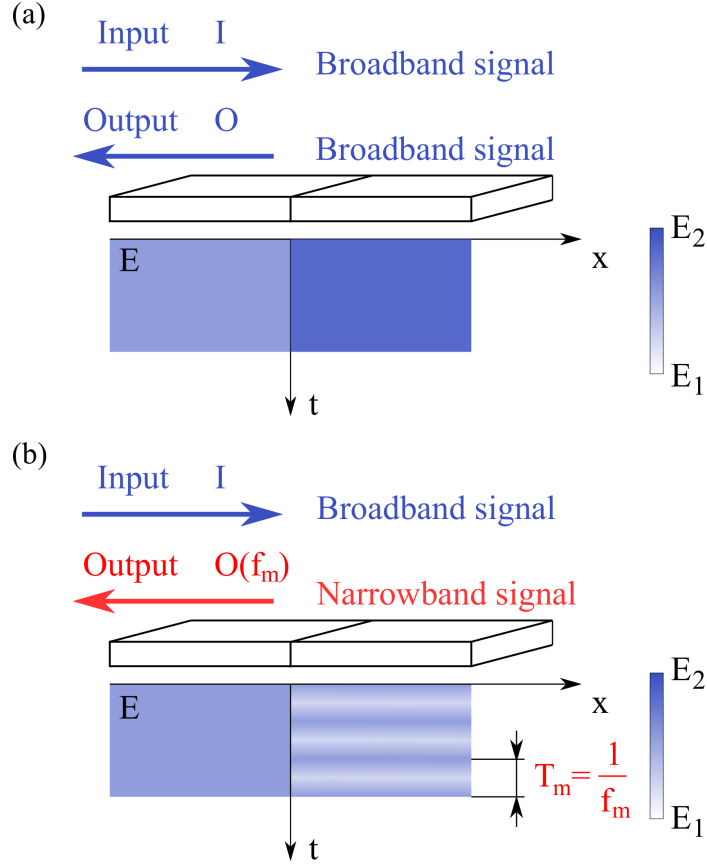 (a)
Input I
Broadband signal
Output O
Broadband signal
E
x
t
E₂
E₁
(b)
Input I
Broadband signal
Output O(fₘ)
Narrowband signal
E
x
t
Tₘ = 1/fₘ
E₂
E₁